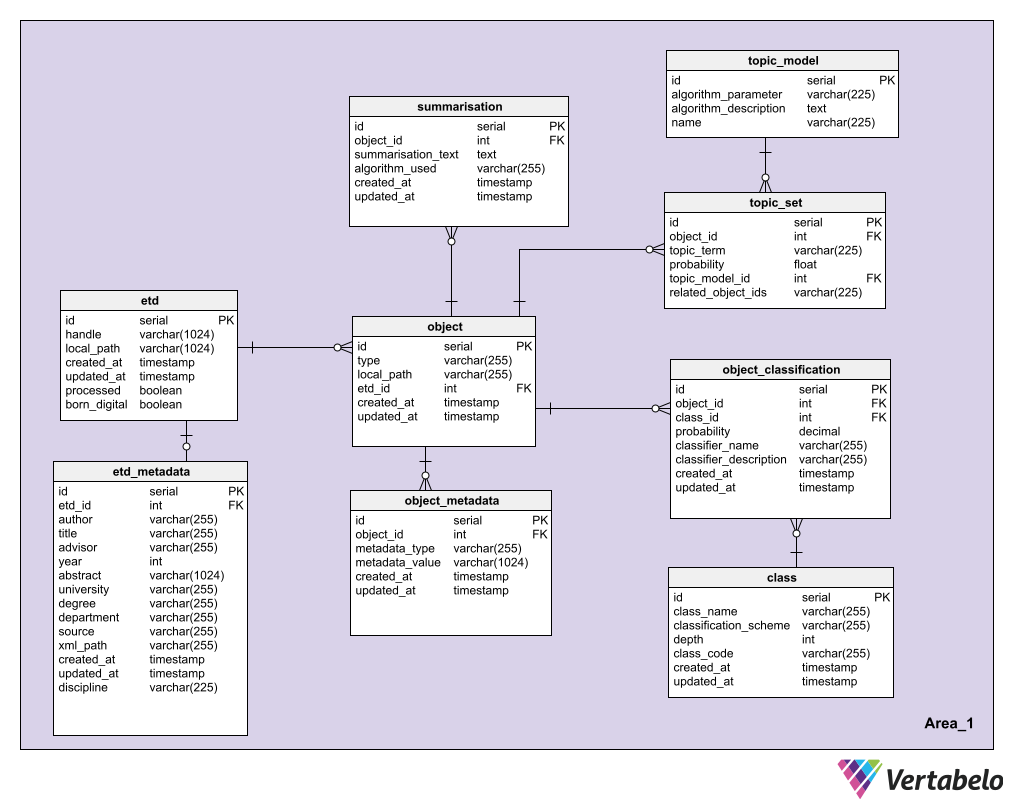 topic_model
id serial PK
algorithm_parameter varchar(225)
algorithm_description text
name varchar(225)
summarisation
id serial PK
object_id int FK
summarisation_text text
algorithm_used varchar(255)
created_at timestamp
updated_at timestamp
topic_set
id serial PK
object_id int FK
topic_term varchar(225)
probability float
topic_model_id int FK
related_object_ids varchar(225)
etd
id serial PK
handle varchar(1024)
local_path varchar(1024)
created_at timestamp
updated_at timestamp
processed boolean
born_digital boolean
object
id serial PK
type varchar(255)
local_path varchar(255)
etd_id int FK
created_at timestamp
updated_at timestamp
object_classification
id serial PK
object_id int FK
class_id int FK
probability decimal
classifier_name varchar(255)
classifier_description varchar(255)
created_at timestamp
updated_at timestamp
etd_metadata
id serial PK
etd_id int FK
author varchar(255)
title varchar(255)
advisor varchar(255)
year int
abstract varchar(1024)
university varchar(255)
degree varchar(255)
department varchar(255)
source varchar(255)
xml_path varchar(255)
created_at timestamp
updated_at timestamp
discipline varchar(225)
object_metadata
id serial PK
object_id int FK
metadata_type varchar(255)
metadata_value varchar(1024)
created_at timestamp
updated_at timestamp
class
id serial PK
class_name varchar(255)
classification_scheme varchar(255)
depth int
class_code varchar(255)
created_at timestamp
updated_at timestamp
Area_1
Vertabelo